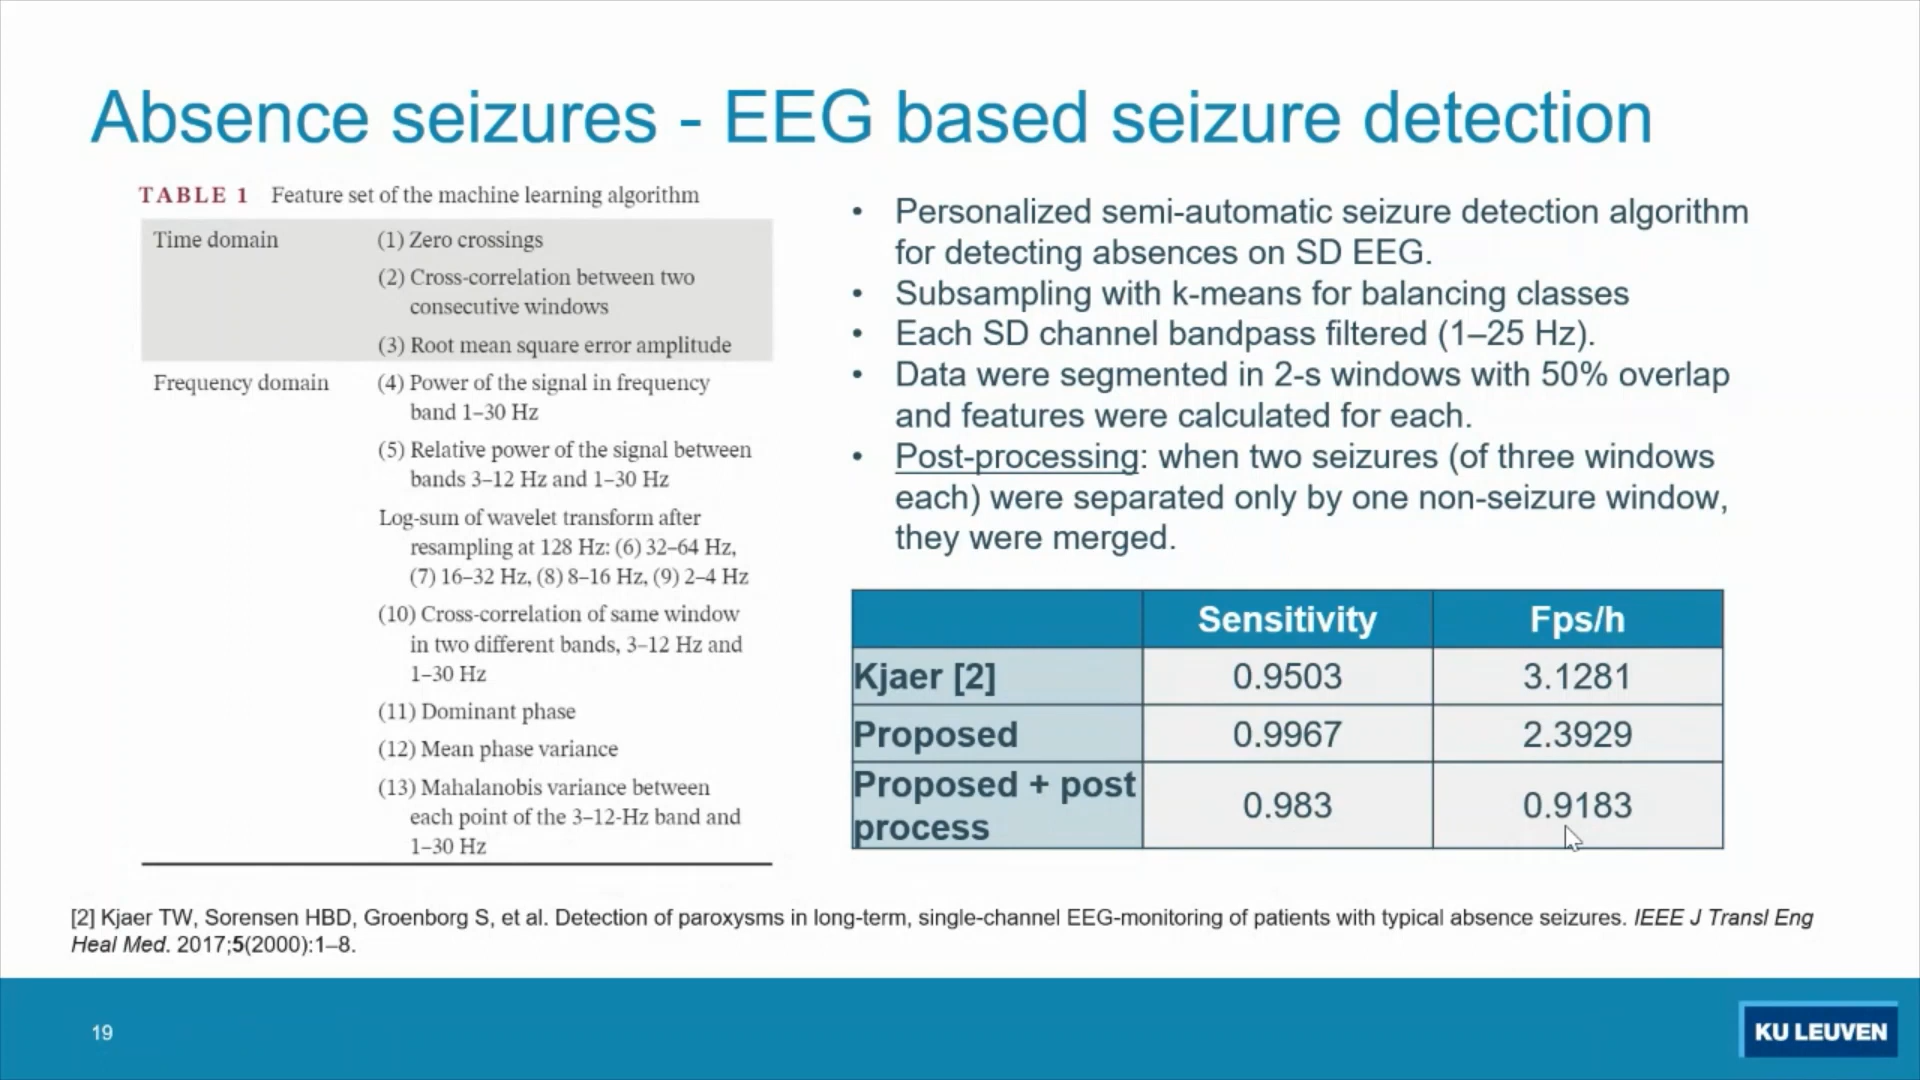 Absence seizures - EEG based seizure detection
TABLE 1 Feature set of the machine learning algorithm
Time domain (1) Zero crossings
(2) Cross-correlation between two
consecutive windows
(3) Root mean square error amplitude
Frequency domain (4) Power of the signal in frequency
band 1–30 Hz
(5) Relative power of the signal between
bands 3–12 Hz and 1–30 Hz
Log-sum of wavelet transform after
resampling at 128 Hz: (6) 32–64 Hz,
(7) 16–32 Hz, (8) 8–16 Hz, (9) 2–4 Hz
(10) Cross-correlation of same window
in two different bands, 3–12 Hz and
1–30 Hz
(11) Dominant phase
(12) Mean phase variance
(13) Mahalanobis variance between
each point of the 3–12-Hz band and
1–30 Hz
• Personalized semi-automatic seizure detection algorithm
for detecting absences on SD EEG.
• Subsampling with k-means for balancing classes
• Each SD channel bandpass filtered (1–25 Hz).
• Data were segmented in 2-s windows with 50% overlap
and features were calculated for each.
• Post-processing: when two seizures (of three windows
each) were separated only by one non-seizure window,
they were merged.
Sensitivity Fps/h
Kjaer [2] 0.9503 3.1281
Proposed 0.9967 2.3929
Proposed + post
process 0.983 0.9183
[2] Kjaer TW, Sorensen HBD, Groenborg S, et al. Detection of paroxysms in long-term, single-channel EEG-monitoring of patients with typical absence seizures. IEEE J Transl Eng
Heal Med. 2017;5(2000):1–8.
19
KU LEUVEN